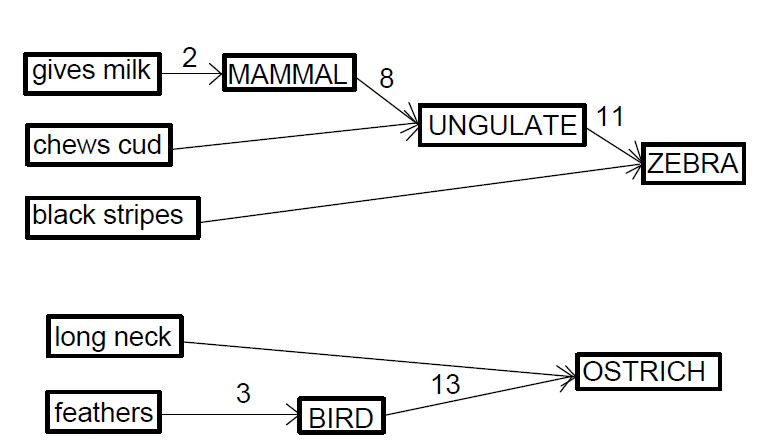 gives milk
2
MAMMAL
8
chews cud
UNGULATE
11
ZEBRA
black stripes
long neck
OSTRICH
13
3
feathers
BIRD